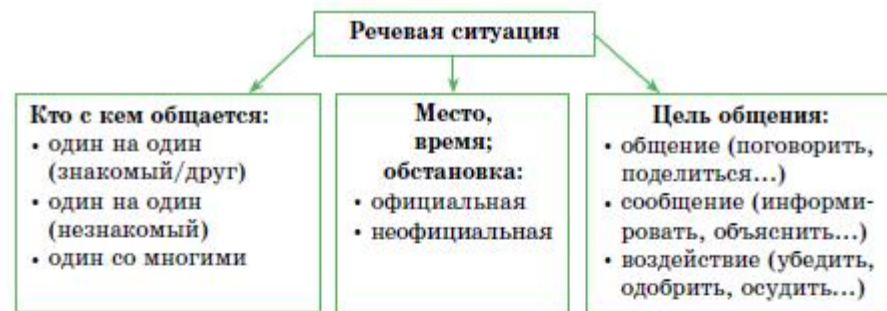 Речевая ситуация
Кто с кем общается:
• один на один
(знакомый/друг)
• один на один
(незнакомый)
• один со многими
Место,
время;
обстановка:
• официальная
• неофициальная
Цель общения:
• общение (поговорить,
поделиться...)
• сообщение (информи-
ровать, объяснить...)
• воздействие (убедить,
одобрить, осудить...)